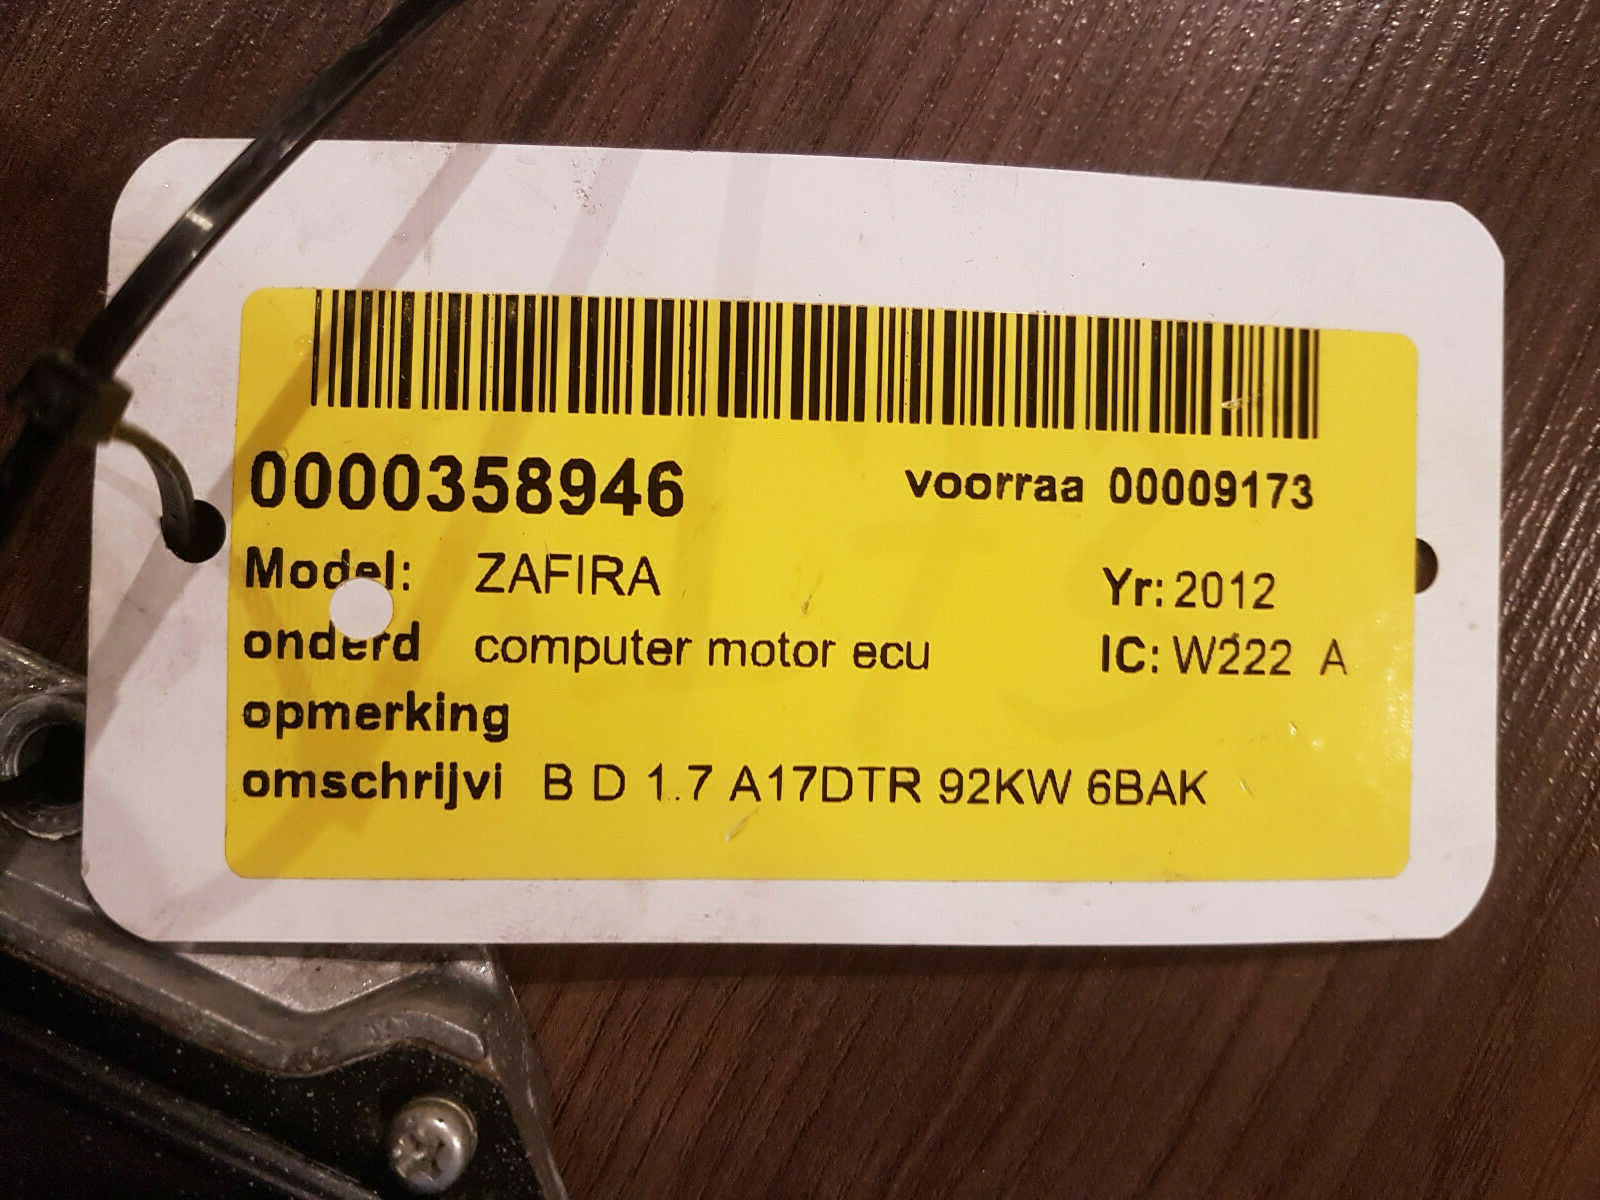 0000358946 voorraa 00009173
Model: ZAFIRA Yr: 2012
onderd computer motor ecu IC: W222 A
opmerking
omschrijvi B D 1.7 A17DTR 92KW 6BAK